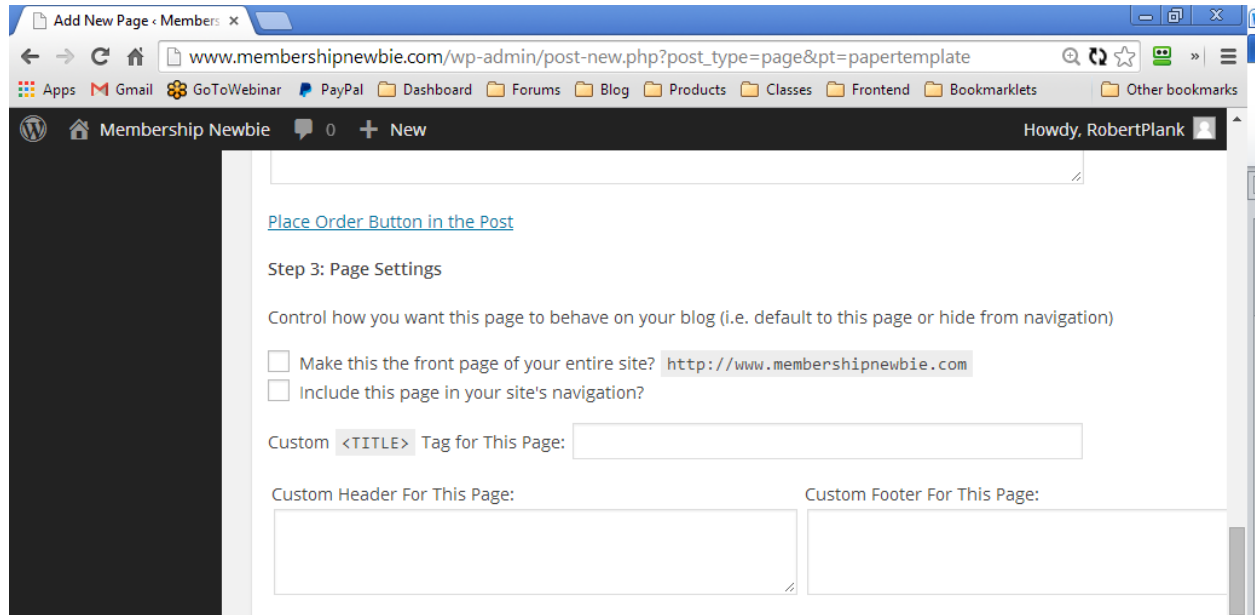 Add New Page ‹ Members
www.membershipnewbie.com/wp-admin/post-new.php?post_type=page&pt=papertemplate
Apps Gmail GoToWebinar PayPal Dashboard Forums Blog Products Classes Frontend Bookmarklets Other bookmarks
Membership Newbie 0 + New Howdy, RobertPlank
Place Order Button in the Post
Step 3: Page Settings
Control how you want this page to behave on your blog (i.e. default to this page or hide from navigation)
Make this the front page of your entire site? http://www.membershipnewbie.com
Include this page in your site's navigation?
Custom <TITLE> Tag for This Page:
Custom Header For This Page: Custom Footer For This Page: